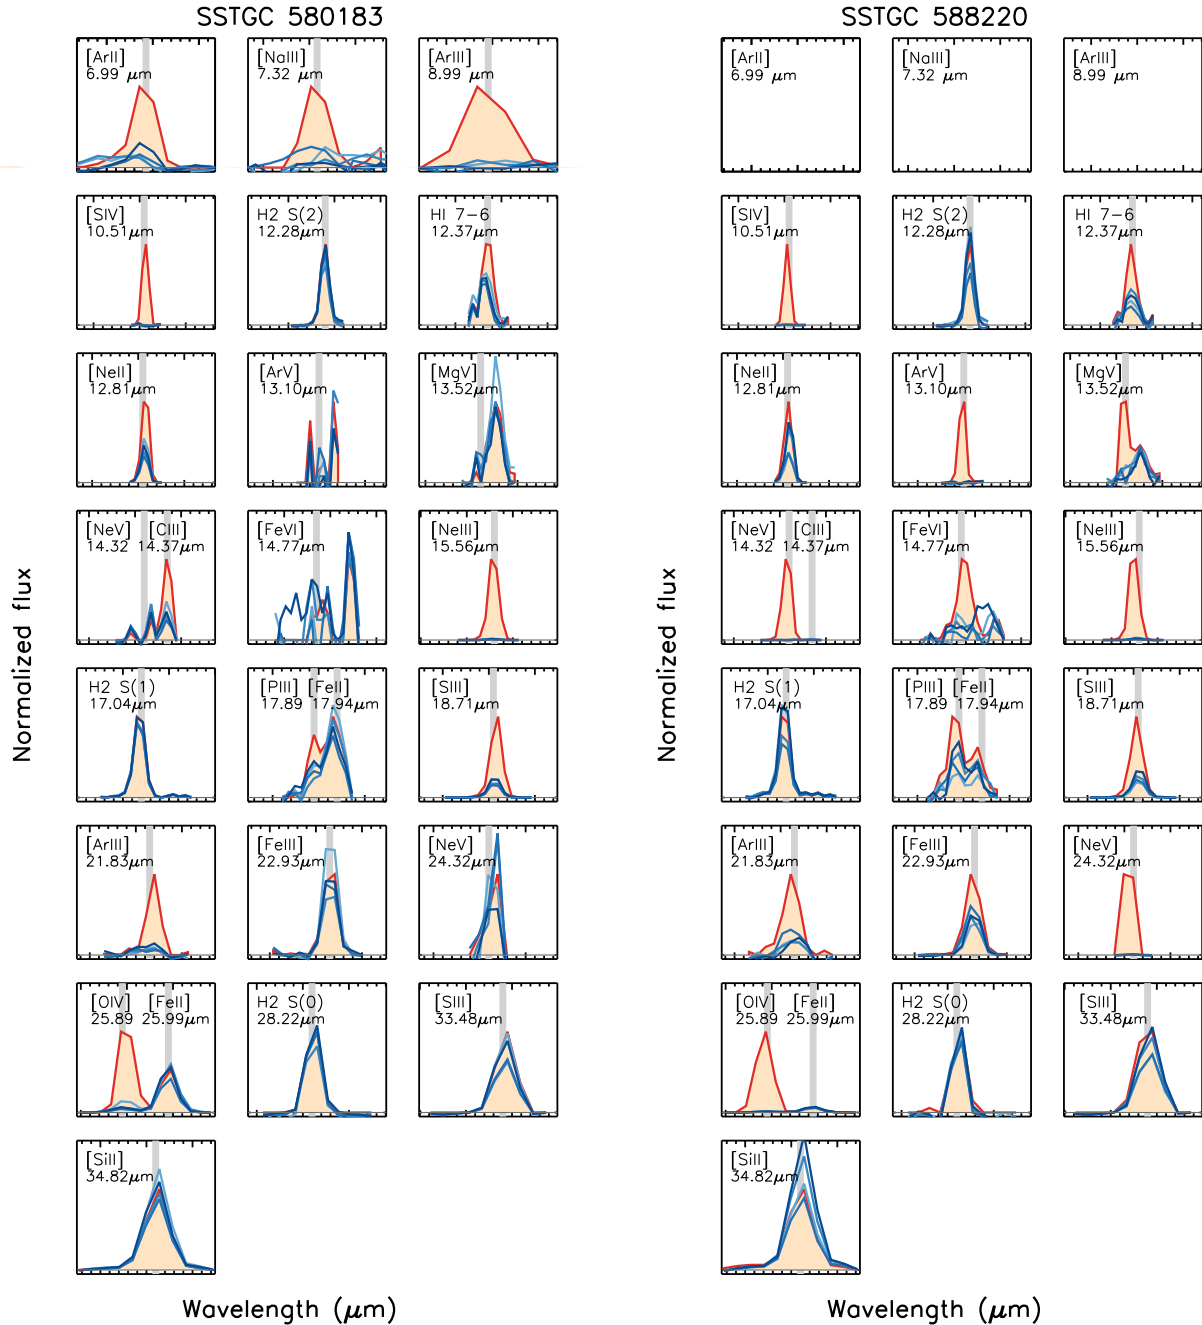 SSTGC 580183
[ArII]
6.99 μm
[NaIII]
7.32 μm
[ArIII]
8.99 μm
[SIV]
10.51μm
H2 S(2)
12.28μm
HI 7-6
12.37μm
[NeII]
12.81μm
[ArV]
13.10μm
[MgV]
13.52μm
[NeV] [ClII]
14.32 14.37μm
[FeVI]
14.77μm
[NeIII]
15.56μm
H2 S(1)
17.04μm
[PIII] [FeII]
17.89 17.94μm
[SIII]
18.71μm
[ArIII]
21.83μm
[FeIII]
22.93μm
[NeV]
24.32μm
[OIV] [FeII]
25.89 25.99μm
H2 S(0)
28.22μm
[SIII]
33.48μm
[SiII]
34.82μm
Normalized flux
Wavelength (μm)
SSTGC 588220
[ArII]
6.99 μm
[NaIII]
7.32 μm
[ArIII]
8.99 μm
[SIV]
10.51μm
H2 S(2)
12.28μm
HI 7-6
12.37μm
[NeII]
12.81μm
[ArV]
13.10μm
[MgV]
13.52μm
[NeV] [ClII]
14.32 14.37μm
[FeVI]
14.77μm
[NeIII]
15.56μm
H2 S(1)
17.04μm
[PIII] [FeII]
17.89 17.94μm
[SIII]
18.71μm
[ArIII]
21.83μm
[FeIII]
22.93μm
[NeV]
24.32μm
[OIV] [FeII]
25.89 25.99μm
H2 S(0)
28.22μm
[SIII]
33.48μm
[SiII]
34.82μm
Normalized flux
Wavelength (μm)